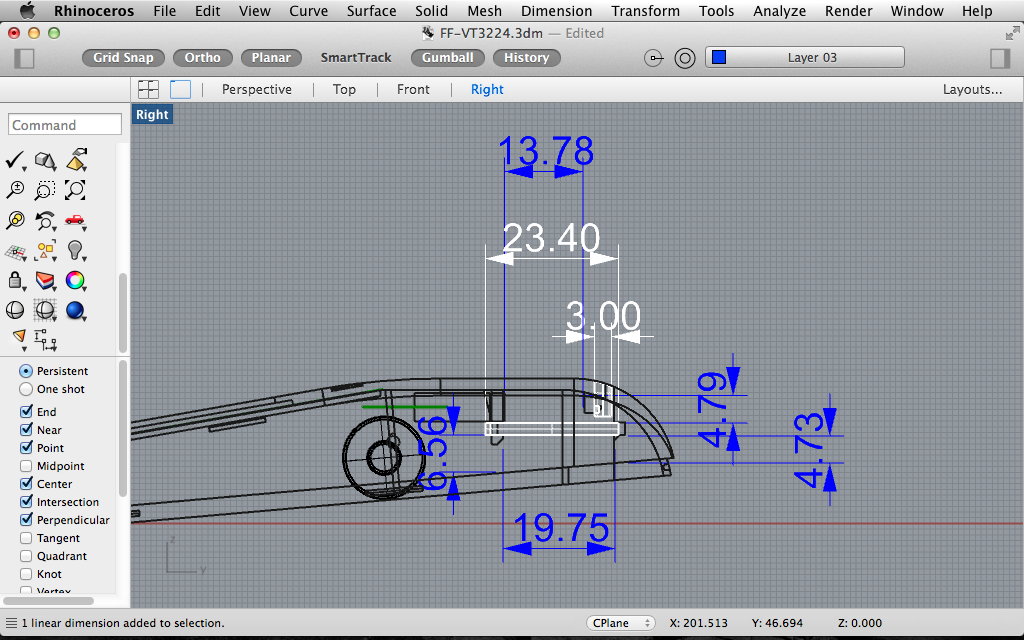 Rhinoceros File Edit View Curve Surface Solid Mesh Dimension Transform Tools Analyze Render Window Help
FF-VT3224.3dm — Edited
Grid Snap Ortho Planar SmartTrack Gumball History Layer 03
Perspective Top Front Right Layouts...
Right
Command
13.78
23.40
3.00
4.79
4.73
6.56
19.75
z
y
Persistent
One shot
End
Near
Point
Midpoint
Center
Intersection
Perpendicular
Tangent
Quadrant
Knot
Vertex
1 linear dimension added to selection. CPlane X: 201.513 Y: 46.694 Z: 0.000